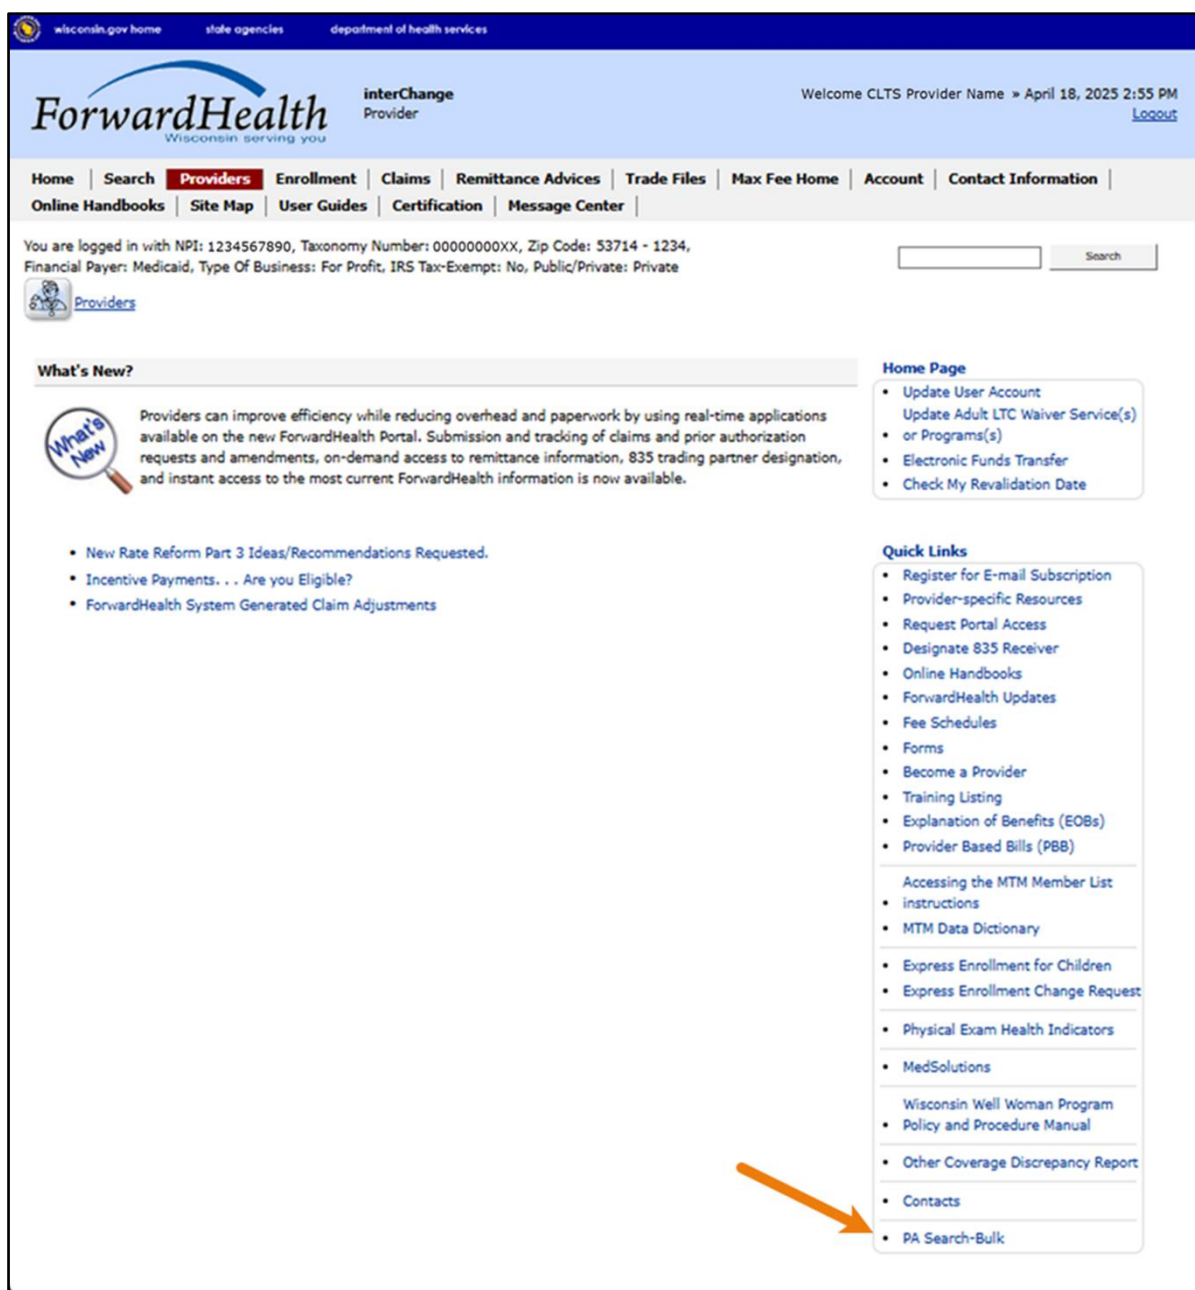 wisconsin.gov home state agencies department of health services
ForwardHealth
Wisconsin serving you
interChange
Provider
Welcome CLTS Provider Name » April 18, 2025 2:55 PM
Logout
Home | Search | Providers | Enrollment | Claims | Remittance Advices | Trade Files | Max Fee Home | Account | Contact Information |
Online Handbooks | Site Map | User Guides | Certification | Message Center |
You are logged in with NPI: 1234567890, Taxonomy Number: 00000000XX, Zip Code: 53714 - 1234,
Financial Payer: Medicaid, Type Of Business: For Profit, IRS Tax-Exempt: No, Public/Private: Private
Search
Providers
What's New?
What's
New
Providers can improve efficiency while reducing overhead and paperwork by using real-time applications
available on the new ForwardHealth Portal. Submission and tracking of claims and prior authorization
requests and amendments, on-demand access to remittance information, 835 trading partner designation,
and instant access to the most current ForwardHealth information is now available.
• New Rate Reform Part 3 Ideas/Recommendations Requested.
• Incentive Payments. . . Are you Eligible?
• ForwardHealth System Generated Claim Adjustments
Home Page
• Update User Account
Update Adult LTC Waiver Service(s)
• or Programs(s)
• Electronic Funds Transfer
• Check My Revalidation Date
Quick Links
• Register for E-mail Subscription
• Provider-specific Resources
• Request Portal Access
• Designate 835 Receiver
• Online Handbooks
• ForwardHealth Updates
• Fee Schedules
• Forms
• Become a Provider
• Training Listing
• Explanation of Benefits (EOBs)
• Provider Based Bills (PBB)
Accessing the MTM Member List
• instructions
• MTM Data Dictionary
• Express Enrollment for Children
• Express Enrollment Change Request
• Physical Exam Health Indicators
• MedSolutions
Wisconsin Well Woman Program
• Policy and Procedure Manual
• Other Coverage Discrepancy Report
• Contacts
• PA Search-Bulk